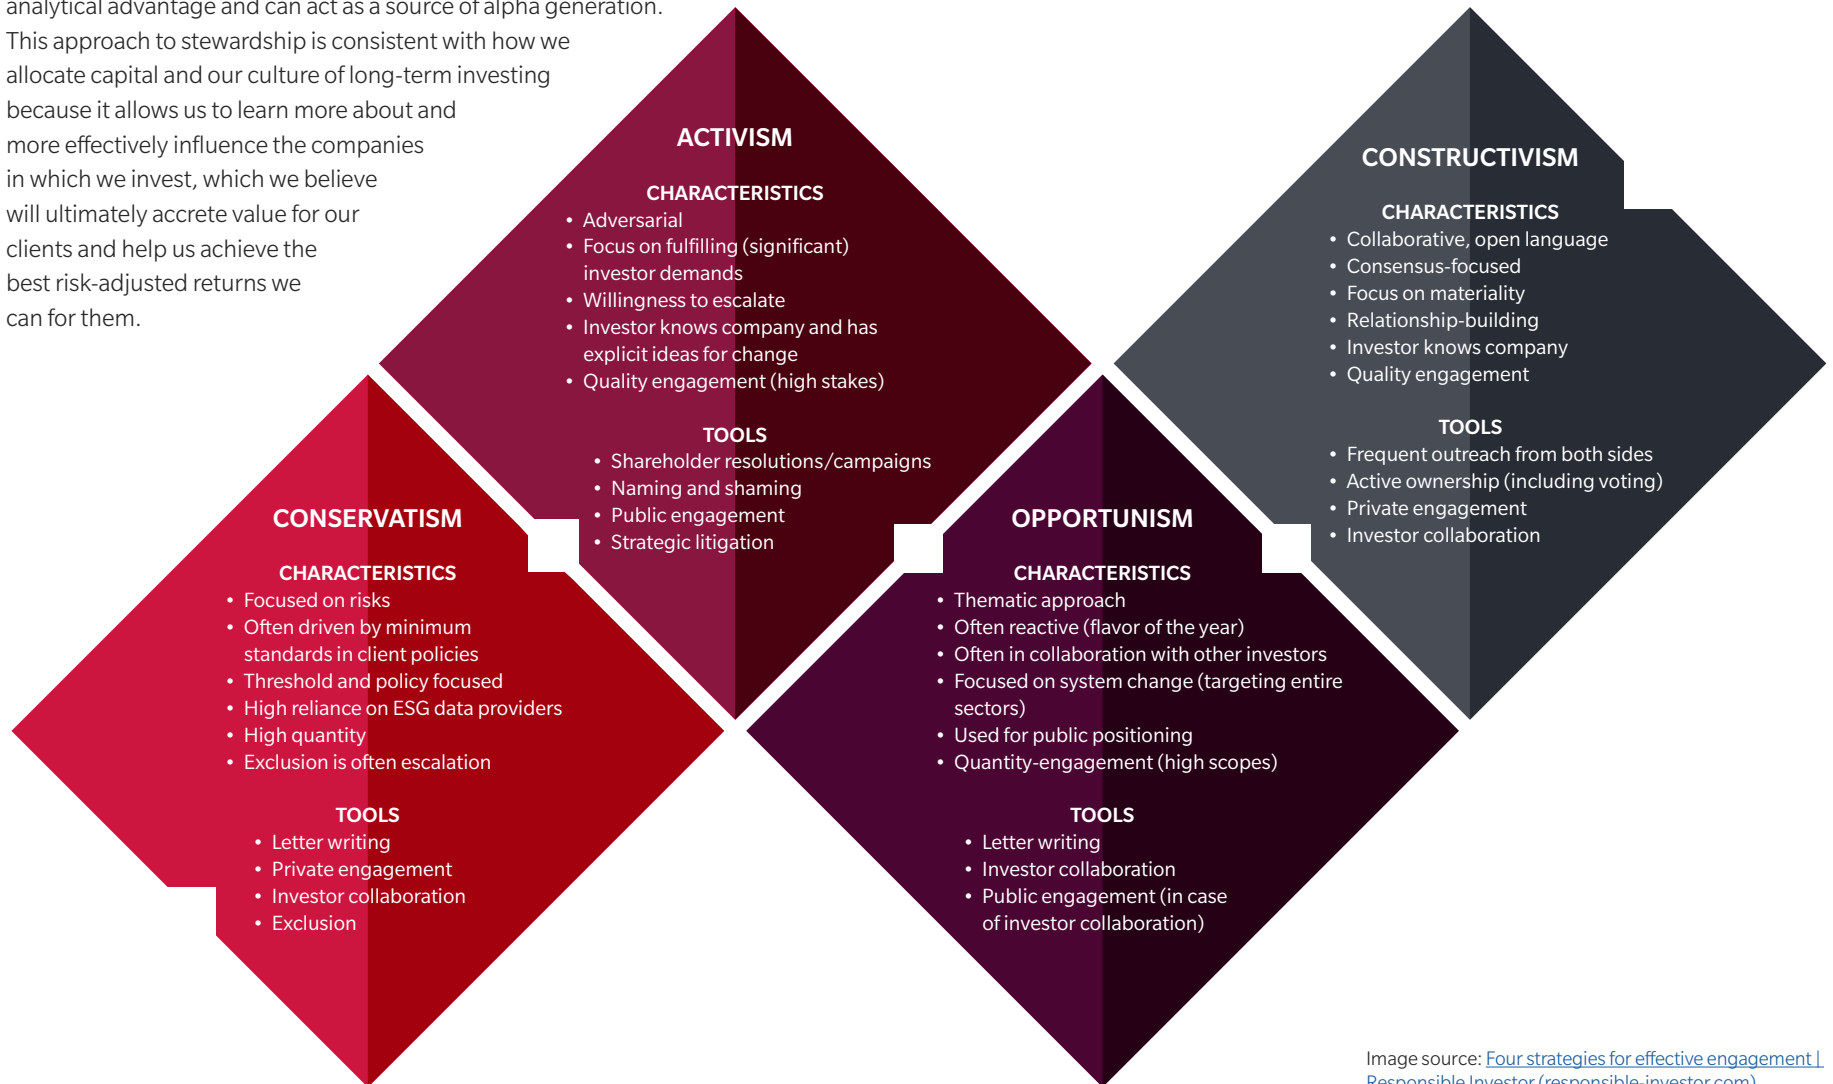 analytical advantage and can act as a source of alpha generation.
This approach to stewardship is consistent with how we
allocate capital and our culture of long-term investing
because it allows us to learn more about and
more effectively influence the companies
in which we invest, which we believe
will ultimately accrete value for our
clients and help us achieve the
best risk-adjusted returns we
can for them.
ACTIVISM
CHARACTERISTICS
• Adversarial
• Focus on fulfilling (significant)
investor demands
• Willingness to escalate
• Investor knows company and has
explicit ideas for change
• Quality engagement (high stakes)
TOOLS
• Shareholder resolutions/campaigns
• Naming and shaming
• Public engagement
• Strategic litigation
CONSTRUCTIVISM
CHARACTERISTICS
• Collaborative, open language
• Consensus-focused
• Focus on materiality
• Relationship-building
• Investor knows company
• Quality engagement
TOOLS
• Frequent outreach from both sides
• Active ownership (including voting)
• Private engagement
• Investor collaboration
CONSERVATISM
CHARACTERISTICS
• Focused on risks
• Often driven by minimum
standards in client policies
• Threshold and policy focused
• High reliance on ESG data providers
• High quantity
• Exclusion is often escalation
TOOLS
• Letter writing
• Private engagement
• Investor collaboration
• Exclusion
OPPORTUNISM
CHARACTERISTICS
• Thematic approach
• Often reactive (flavor of the year)
• Often in collaboration with other investors
• Focused on system change (targeting entire
sectors)
• Used for public positioning
• Quantity-engagement (high scopes)
TOOLS
• Letter writing
• Investor collaboration
• Public engagement (in case
of investor collaboration)
Image source: Four strategies for effective engagement |
Responsible Investor (responsible-investor.com)